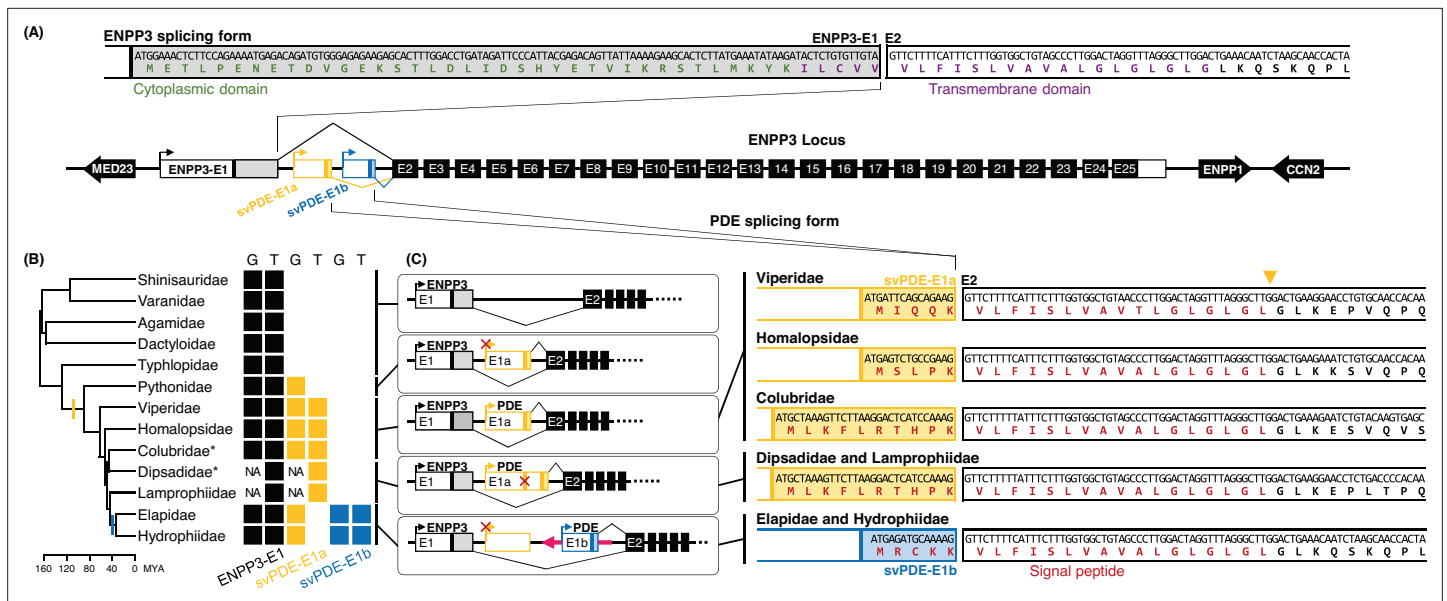 (A)
ENPP3 splicing form
ENPP3-E1 E2
ATGGAAACTCTTCCAGAAAATGAGACAGATGTGGGAGAGAAGAGCACTTTGGACCTGATAGATTCCCATTACGAGACAGTTATTAAAAGAAGCACTCTTATGAAATATAAGATACTCTGTGTTGTA GTTCTTTTCATTTCTTTGGTGGCTGTAGCCCTTGGACTAGGTTTAGGGCTTGGACTGAAACAATCTAAGCAACCACTA
M E T L P E N E T D V G E K S T L D L I D S H Y E T V I K R S T L M K Y K I L C V V V L F I S L V A V A L G L G L G L G L K Q S K Q P L
Cytoplasmic domain Transmembrane domain
ENPP3 Locus
MED23 ENPP3-E1 E2 E3 E4 E5 E6 E7 E8 E9 E10 E11 E12 E13 14 15 16 17 18 19 20 21 22 23 E24 E25 ENPP1 CCN2
svPDE-E1a svPDE-E1b
PDE splicing form
(B)
G T G T G T
Shinisauridae
Varanidae
Agamidae
Dactyloidae
Typhlopidae
Pythonidae
Viperidae
Homalopsidae
Colubridae*
Dipsadidae* NA NA
Lamprophiidae NA NA
Elapidae
Hydrophiidae
160 120 80 40 0 MYA
ENPP3-E1
svPDE-E1a
svPDE-E1b
(C)
ENPP3
E1 E2
ENPP3
E1 E1a E2
ENPP3 PDE
E1 E1a E2
ENPP3 PDE
E1 E1a E2
ENPP3 PDE
E1 E1b E2
Viperidae svPDE-E1a E2
ATGATTCAGCAGAAG GTTCTTTTCATTTCTTTGGTGGCTGTAACCCTTGGACTAGGTTTAGGGCTTGGACTGAAGGAACCTGTGCAACCACAA
M I Q Q K V L F I S L V A V T L G L G L G L G L K E P V Q P Q
Homalopsidae
ATGAGTCTGCCGAAG GTTCTTTTCATTTCTTTGGTGGCTGTAGCCCTTGGACTAGGTTTAGGGCTTGGACTGAAGAAATCTGTGCAACCACAA
M S L P K V L F I S L V A V A L G L G L G L G L K K S V Q P Q
Colubridae
ATGCTAAAGTTCTTAAGGACTCATCCAAAG GTTCTTTTTATTTCTTTGGTGGCTGTAGCCCTTGGACTAGGTTTAGGGCTTGGACTGAAAGAATCTGTACAAGTGAGC
M L K F L R T H P K V L F I S L V A V A L G L G L G L G L K E S V Q V S
Dipsadidae and Lamprophiidae
ATGCTAAAGTTCTTAAGGACTCATCCAAAG GTTCTTTTCATTTCTTTGGTGGCTGTAGCCCTTGGACTAGGTTTAGGGCTTGGACTGAAGGAACCTCTGACCCCACAA
M L K F L R T H P K V L F I S L V A V A L G L G L G L G L K E P L T P Q
Elapidae and Hydrophiidae
ATGAGATGCAAAAG GTTCTTTTCATTTCTTTGGTGGCTGTAGCCCTTGGACTAGGTTTAGGGCTTGGACTGAAACAATCTAAGCAACCACTA
M R C K K V L F I S L V A V A L G L G L G L G L K Q S K Q P L
svPDE-E1b Signal peptide